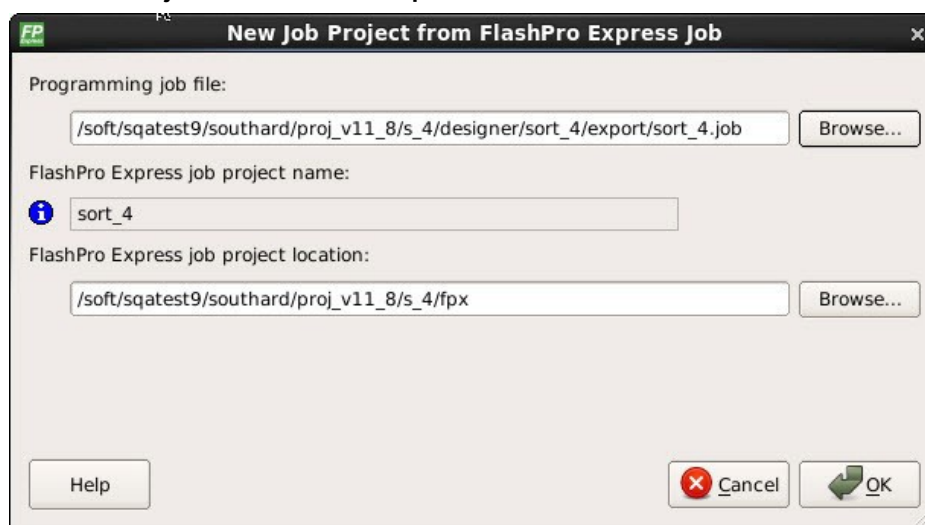 FP
New Job Project from FlashPro Express Job
Programming job file:
/soft/sqatest9/southard/proj_v11_8/s_4/designer/sort_4/export/sort_4.job
Browse...
FlashPro Express job project name:
sort_4
FlashPro Express job project location:
/soft/sqatest9/southard/proj_v11_8/s_4/fpx
Browse...
Help
Cancel
OK